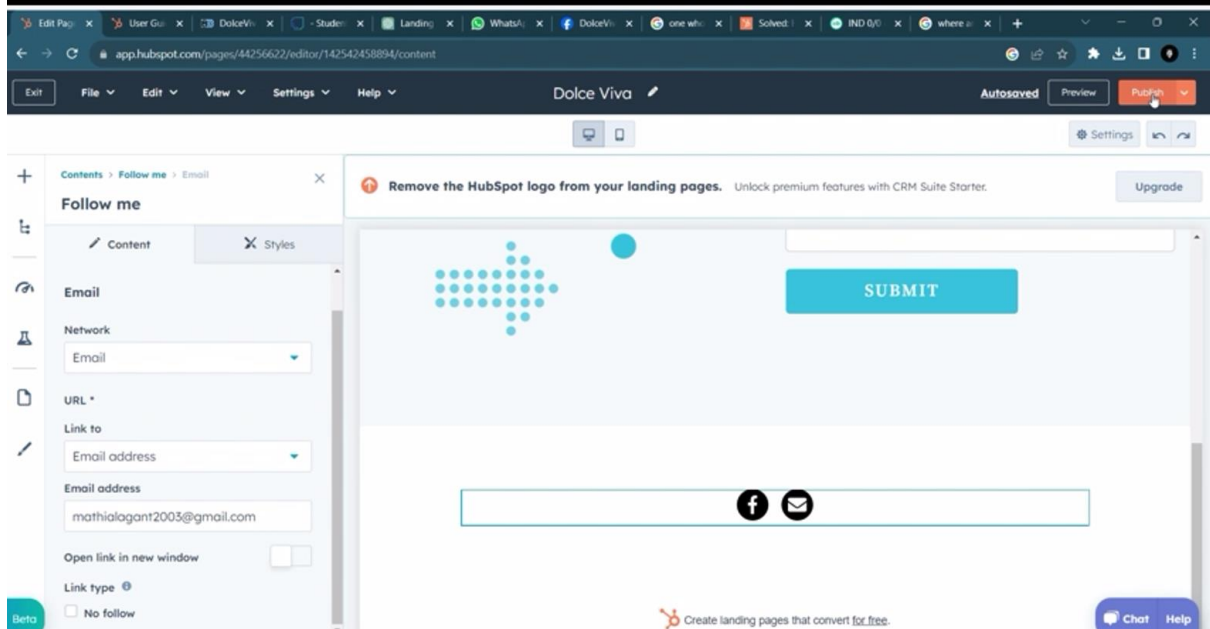 Edit Page
User Gui
DolceViv
- Studen
Landing
WhatsA
DolceViv
one who
Solved: I
IND 0/0
where a
app.hubspot.com/pages/44256622/editor/142542458894/content
Exit File Edit View Settings Help Dolce Viva Autosaved Preview Publish
Settings
Contents > Follow me > Email
Follow me
Remove the HubSpot logo from your landing pages. Unlock premium features with CRM Suite Starter. Upgrade
Content Styles
Email
SUBMIT
Network
Email
URL *
Link to
Email address
Email address
mathialagant2003@gmail.com
Open link in new window
Link type
No follow
Beta
Create landing pages that convert for free.
Chat Help